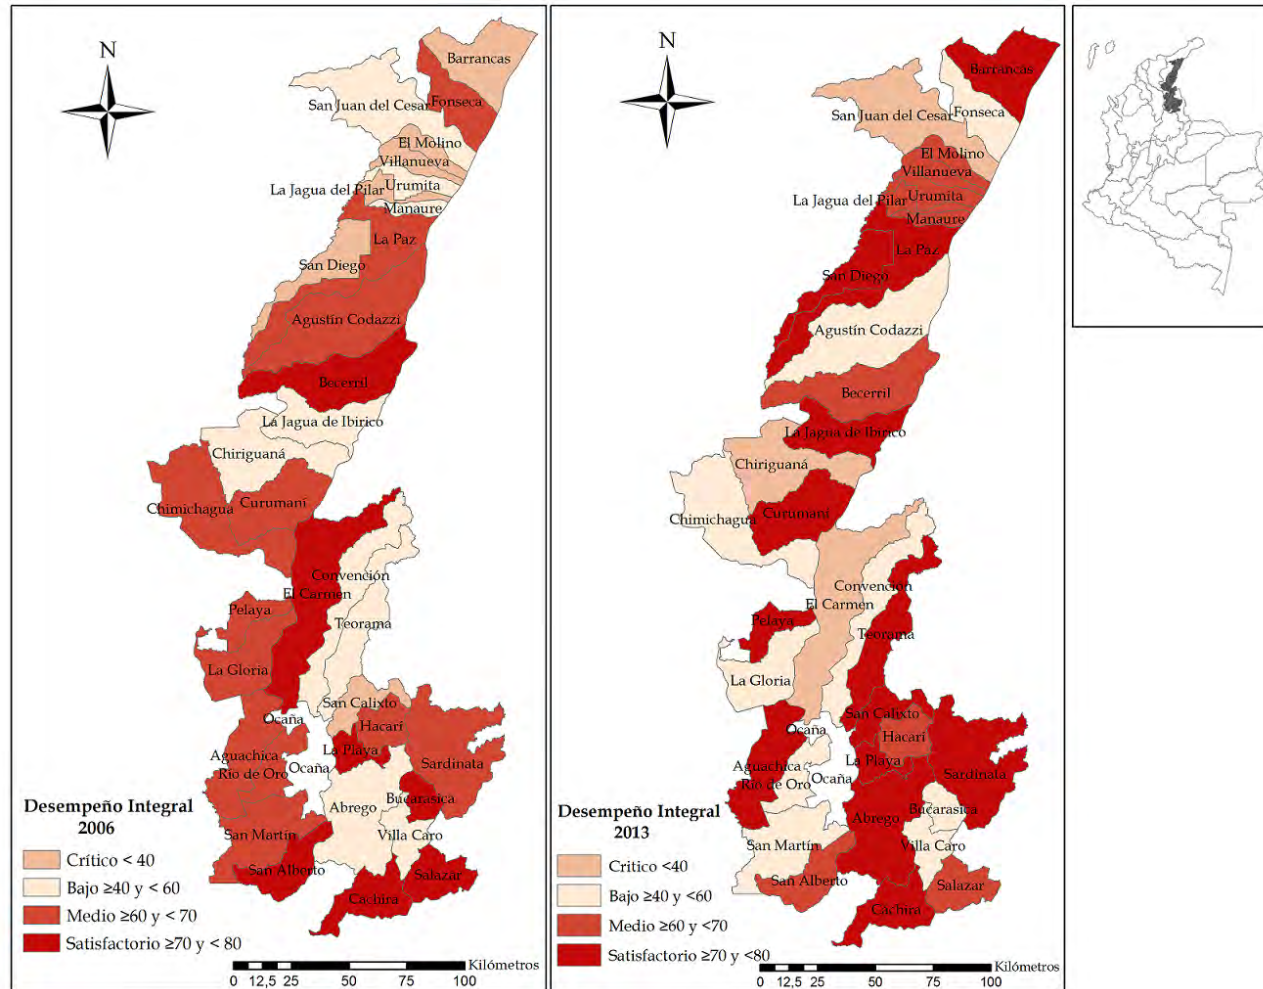 N
Barrancas
Fonseca
San Juan del Cesar
El Molino
Villanueva
La Jagua del Pilar
Urumita
Manaure
La Paz
San Diego
Agustín Codazzi
Becerril
La Jagua de Ibirico
Chiriguaná
Chimichagua
Curumaní
Convención
El Carmen
Pelaya
Teorama
La Gloria
San Calixto
Ocaña
Hacarí
La Playa
Aguachica
Río de Oro
Ocaña
Sardinata
Abrego
Bucarasica
San Martín
Villa Caro
San Alberto
Salazar
Cachira
Desempeño Integral
2006
Crítico < 40
Bajo ≥40 y < 60
Medio ≥60 y < 70
Satisfactorio ≥70 y < 80
Kilómetros
0 12,5 25 50 75 100
N
Barrancas
Fonseca
San Juan del Cesar
El Molino
Villanueva
La Jagua del Pilar
Urumita
Manaure
La Paz
San Diego
Agustín Codazzi
Becerril
La Jagua de Ibirico
Chiriguaná
Chimichagua
Curumaní
Convención
El Carmen
Pelaya
Teorama
La Gloria
San Calixto
Ocaña
Hacarí
La Playa
Aguachica
Río de Oro
Ocaña
Sardinata
Abrego
Bucarasica
San Martín
Villa Caro
San Alberto
Salazar
Cachira
Desempeño Integral
2013
Critico <40
Bajo ≥40 y <60
Medio ≥60 y <70
Satisfactorio ≥70 y <80
Kilómetros
0 12,5 25 50 75 100